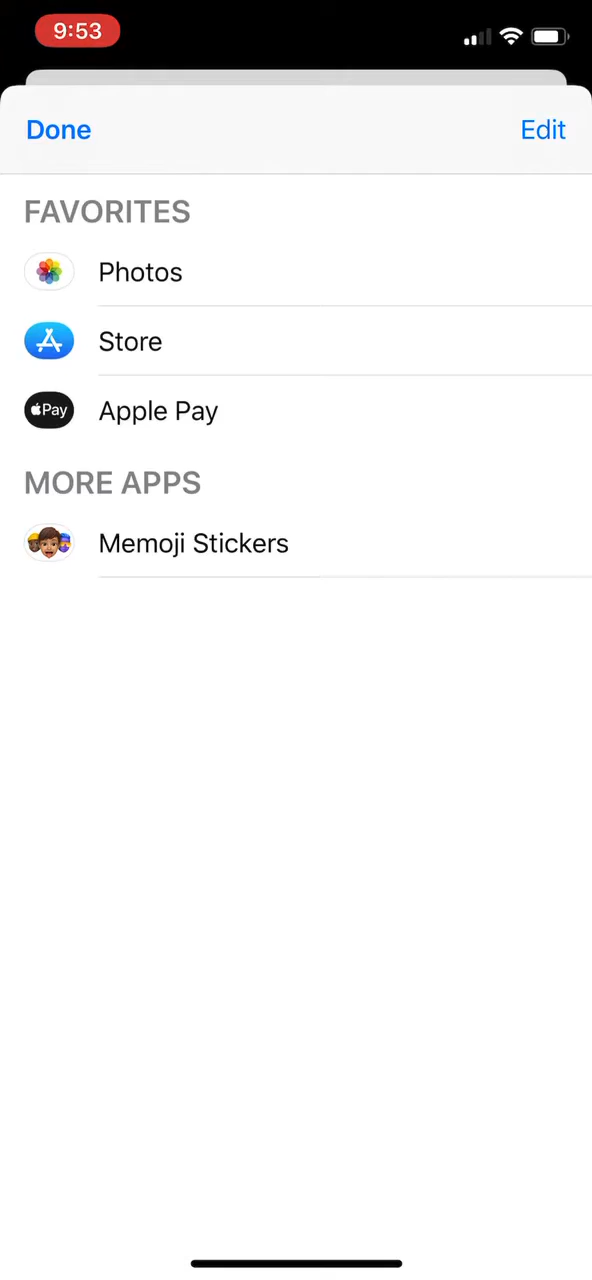 9:53
Done
Edit
FAVORITES
Photos
Store
Pay
Apple Pay
MORE APPS
Memoji Stickers